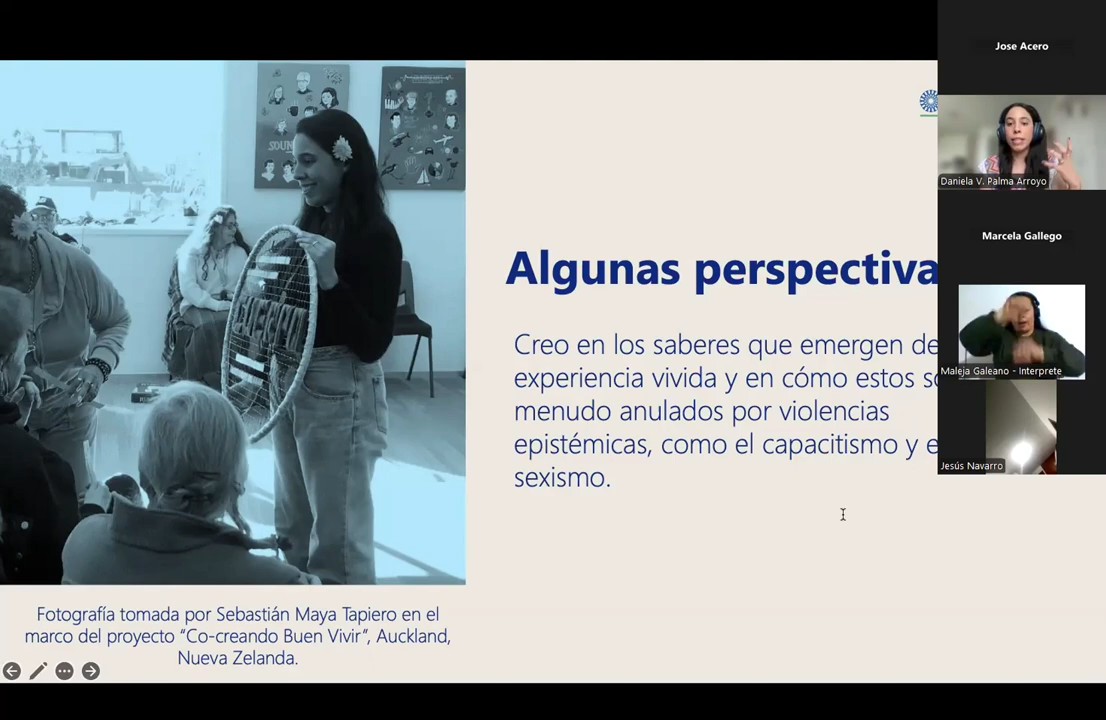 Jose Acero
Daniela V. Palma Arroyo
Marcela Gallego
Maleja Galeano - Interprete
Jesús Navarro
SOUN
Algunas perspectiva
Creo en los saberes que emergen de
experiencia vivida y en cómo estos so
menudo anulados por violencias
epistémicas, como el capacitismo y e
sexismo.
Fotografía tomada por Sebastián Maya Tapiero en el
marco del proyecto “Co-creando Buen Vivir”, Auckland,
Nueva Zelanda.